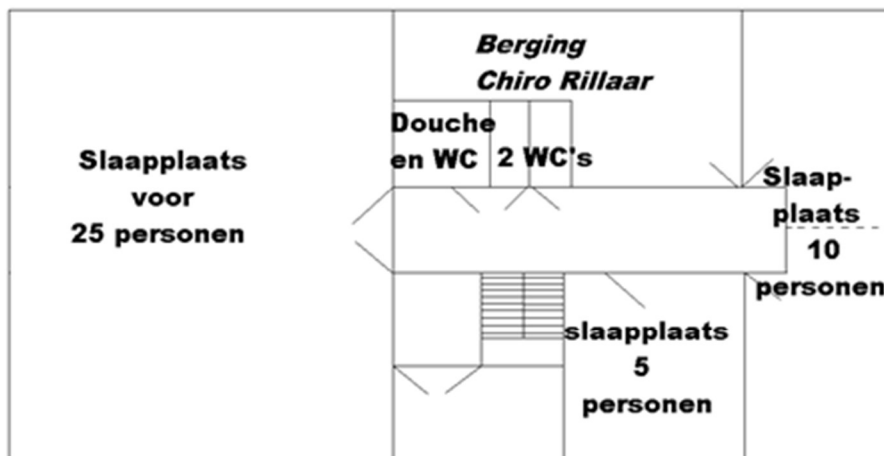 Berging
Chiro Rillaar
Douche
en WC
2 WC's
Slaapplaats
voor
25 personen
Slaap-
plaats
10
personen
slaapplaats
5
personen